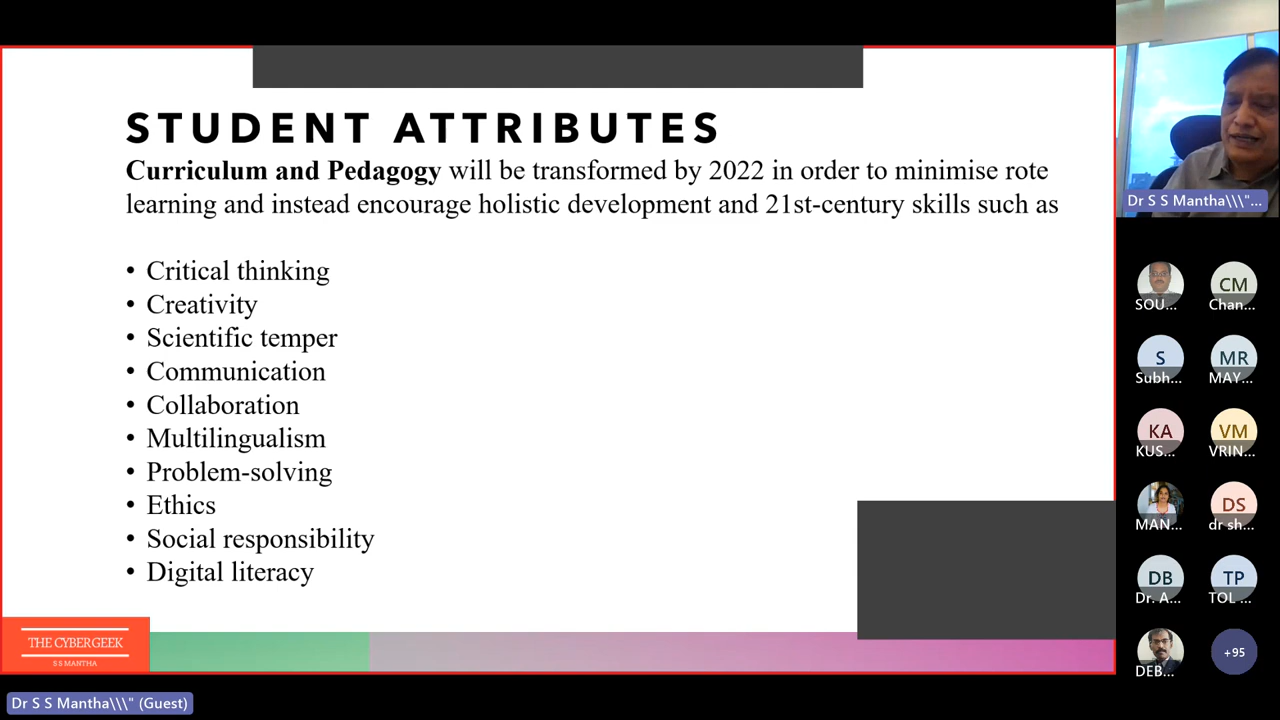 STUDENT ATTRIBUTES
Curriculum and Pedagogy will be transformed by 2022 in order to minimise rote
learning and instead encourage holistic development and 21st-century skills such as
• Critical thinking
• Creativity
• Scientific temper
• Communication
• Collaboration
• Multilingualism
• Problem-solving
• Ethics
• Social responsibility
• Digital literacy
THE CYBERGEEK
S S MANTHA
Dr S S Mantha\\\" (Guest)
Dr S S Mantha\\\"...
SOU...
CM
Chan...
S
Subh...
MR
MAY...
KA
KUS...
VM
VRIN...
MAN...
DS
dr sh...
DB
Dr. A...
TP
TOL ...
DEB...
+95